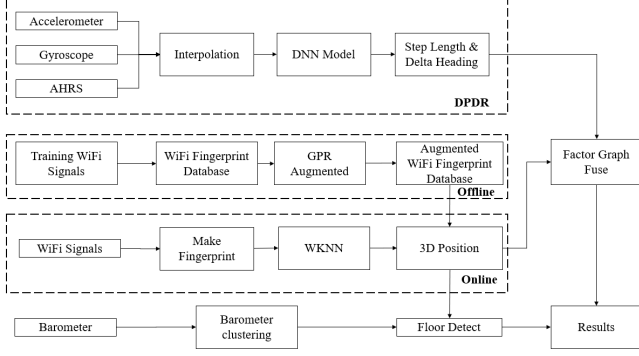 Accelerometer
Gyroscope
AHRS
Interpolation
DNN Model
Step Length &
Delta Heading
DPDR
Training WiFi
Signals
WiFi Fingerprint
Database
GPR
Augmented
Augmented
WiFi Fingerprint
Database
Offline
Factor Graph
Fuse
WiFi Signals
Make
Fingerprint
WKNN
3D Position
Online
Barometer
Barometer
clustering
Floor Detect
Results